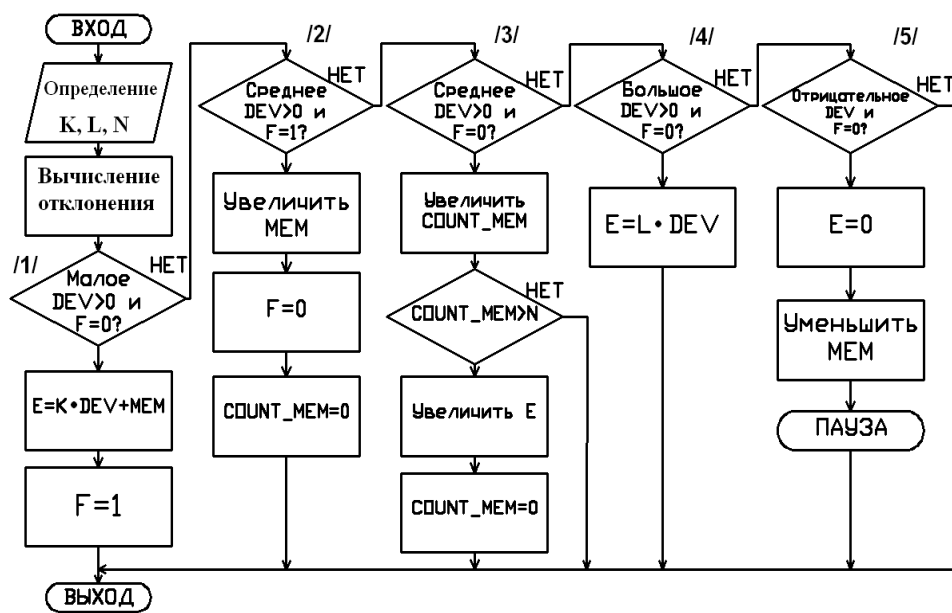 ВХОД
Определение
K, L, N
Вычисление
отклонения
/1/
НЕТ
Малое
DEV>0 и
F=0?
E=K•DEV+MEM
F=1
ВЫХОД
/2/
НЕТ
Среднее
DEV>0 и
F=1?
Увеличить
MEM
F=0
COUNT_MEM=0
/3/
НЕТ
Среднее
DEV>0 и
F=0?
Увеличить
COUNT_MEM
НЕТ
COUNT_MEM>N
Увеличить E
COUNT_MEM=0
/4/
НЕТ
Большое
DEV>0 и
F=0?
E=L•DEV
/5/
НЕТ
Отрицательное
DEV и
F=0?
E=0
Уменьшить
MEM
ПАУЗА